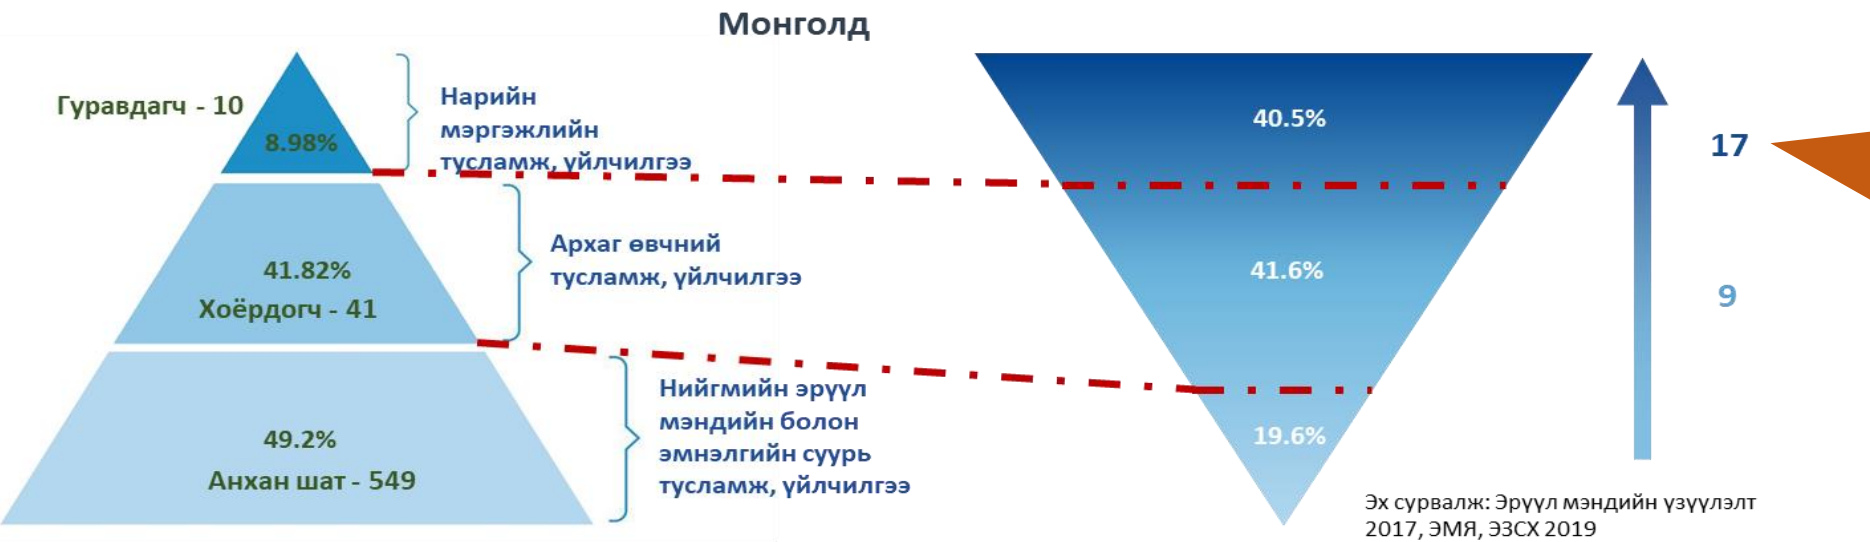 Монголд
Гуравдагч - 10
8.98%
Нарийн
мэргэжлийн
тусламж, үйлчилгээ
41.82%
Хоёрдогч - 41
Архаг өвчний
тусламж, үйлчилгээ
49.2%
Анхан шат - 549
Нийгмийн эрүүл
мэндийн болон
эмнэлгийн суурь
тусламж, үйлчилгээ
40.5%
41.6%
19.6%
17
9
Эх сурвалж: Эрүүл мэндийн үзүүлэлт
2017, ЭМЯ, ЭЗСХ 2019